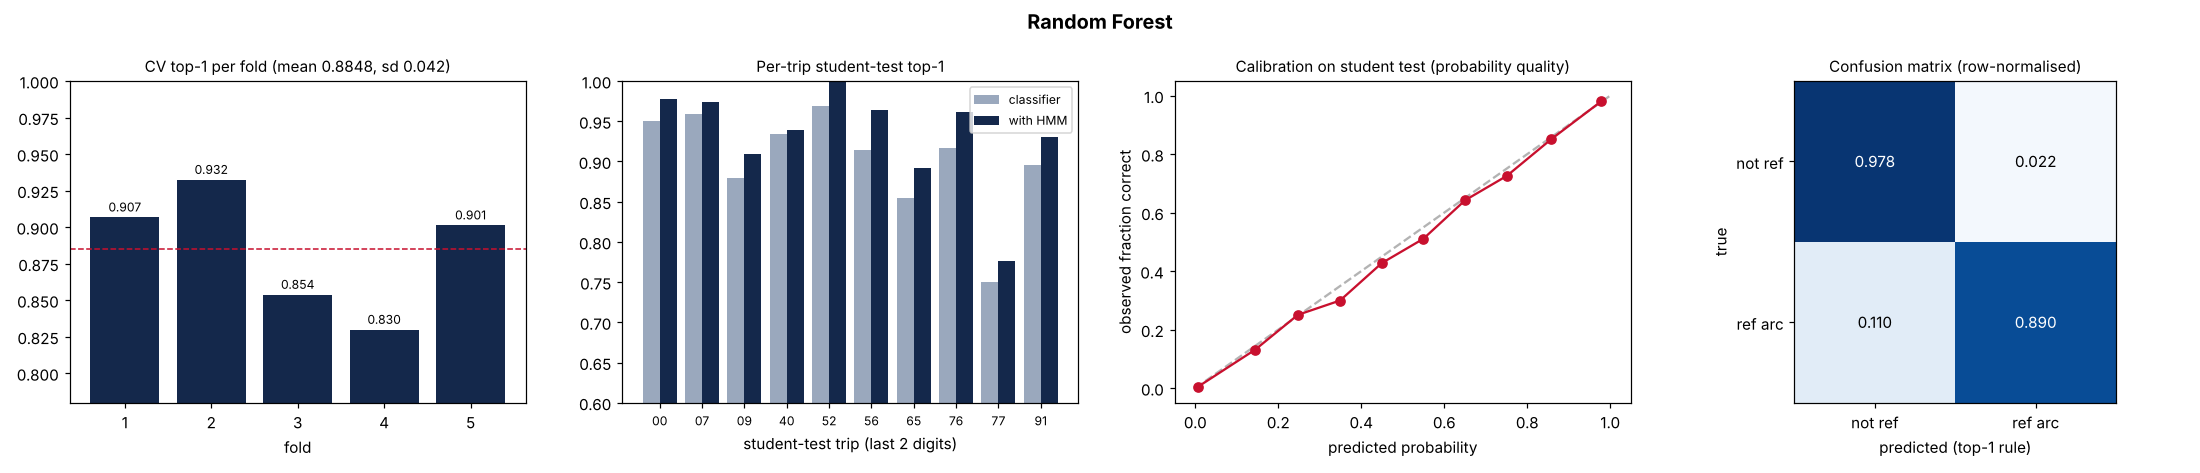 Random Forest
CV top-1 per fold (mean 0.8848, sd 0.042)
1.000
0.975
0.950
0.925
0.900
0.875
0.850
0.825
0.800
0.907
0.932
0.854
0.830
0.901
1 2 3 4 5
fold
Per-trip student-test top-1
1.00
0.95
0.90
0.85
0.80
0.75
0.70
0.65
0.60
classifier
with HMM
00 07 09 40 52 56 65 76 77 91
student-test trip (last 2 digits)
Calibration on student test (probability quality)
observed fraction correct
1.0
0.8
0.6
0.4
0.2
0.0
0.0 0.2 0.4 0.6 0.8 1.0
predicted probability
Confusion matrix (row-normalised)
true
not ref
ref arc
0.978 0.022
0.110 0.890
not ref ref arc
predicted (top-1 rule)